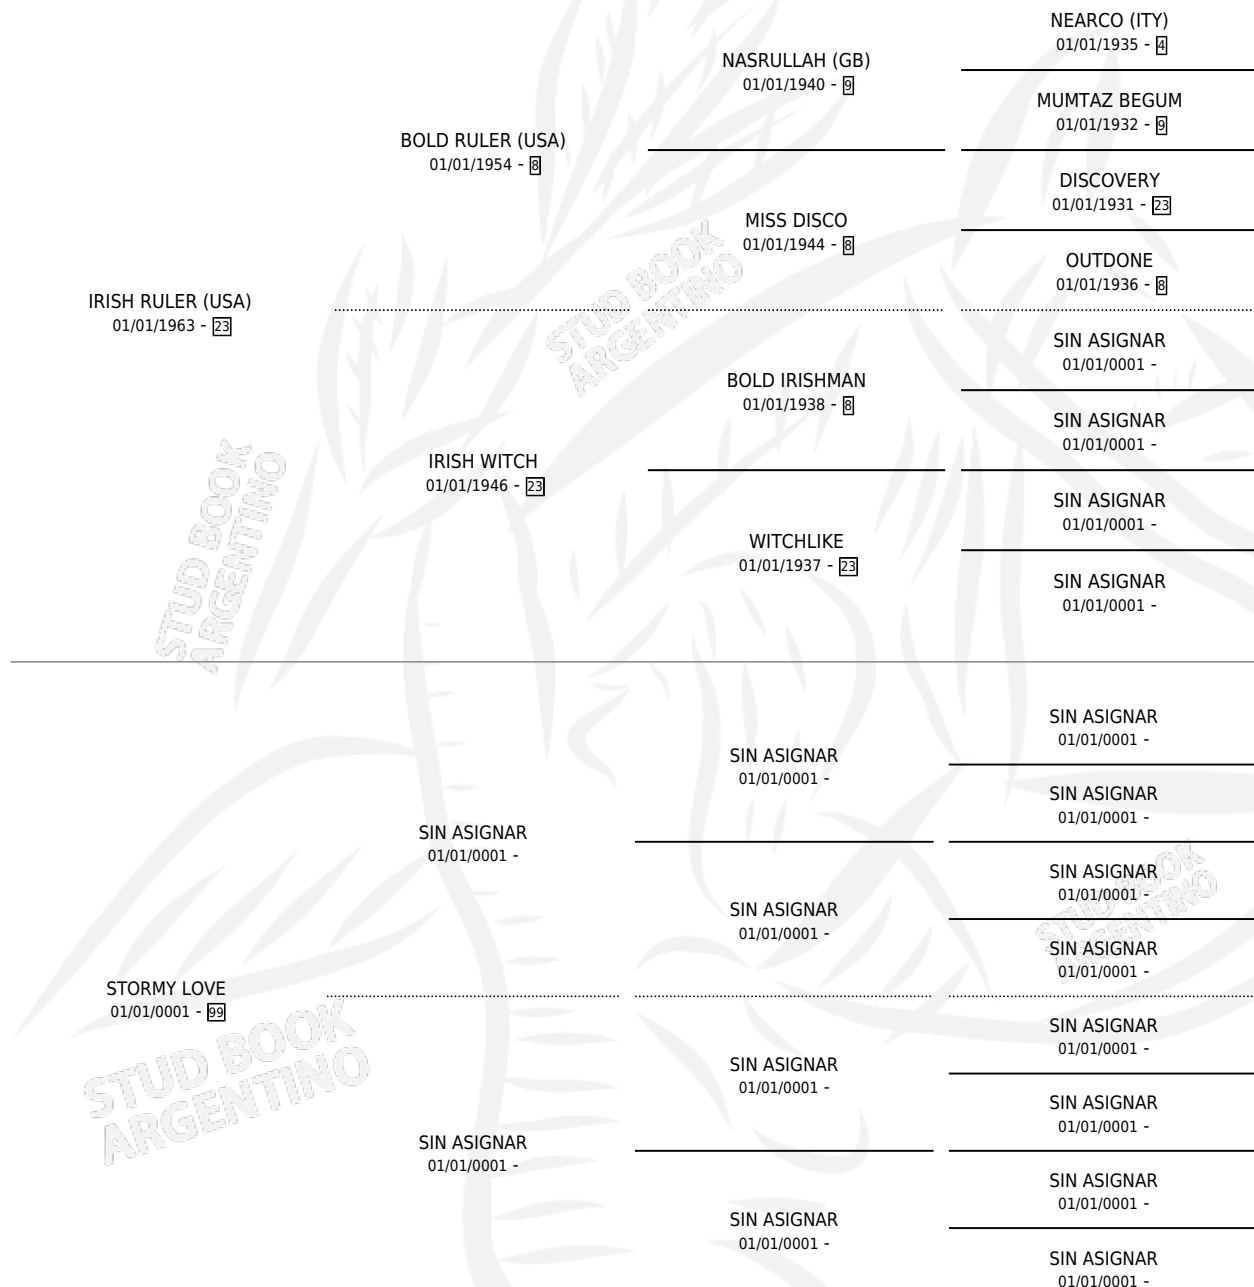 NEARCO (ITY)
01/01/1935 - 4
NASRULLAH (GB)
01/01/1940 - 9
MUMTAZ BEGUM
01/01/1932 - 9
BOLD RULER (USA)
01/01/1954 - 8
DISCOVERY
01/01/1931 - 23
MISS DISCO
01/01/1944 - 8
OUTDONE
01/01/1936 - 8
IRISH RULER (USA)
01/01/1963 - 23
STUD BOOK
ARGENTINO
SIN ASIGNAR
01/01/0001 -
BOLD IRISHMAN
01/01/1938 - 8
SIN ASIGNAR
01/01/0001 -
IRISH WITCH
01/01/1946 - 23
SIN ASIGNAR
01/01/0001 -
WITCHLIKE
01/01/1937 - 23
SIN ASIGNAR
01/01/0001 -
STUD BOOK
ARGENTINO
SIN ASIGNAR
01/01/0001 -
SIN ASIGNAR
01/01/0001 -
SIN ASIGNAR
01/01/0001 -
SIN ASIGNAR
01/01/0001 -
SIN ASIGNAR
01/01/0001 -
SIN ASIGNAR
01/01/0001 -
SIN ASIGNAR
01/01/0001 -
STUD BOOK
ARGENTINO
STORMY LOVE
01/01/0001 - 99
STUD BOOK
ARGENTINO
SIN ASIGNAR
01/01/0001 -
SIN ASIGNAR
01/01/0001 -
SIN ASIGNAR
01/01/0001 -
SIN ASIGNAR
01/01/0001 -
SIN ASIGNAR
01/01/0001 -
SIN ASIGNAR
01/01/0001 -
SIN ASIGNAR
01/01/0001 -